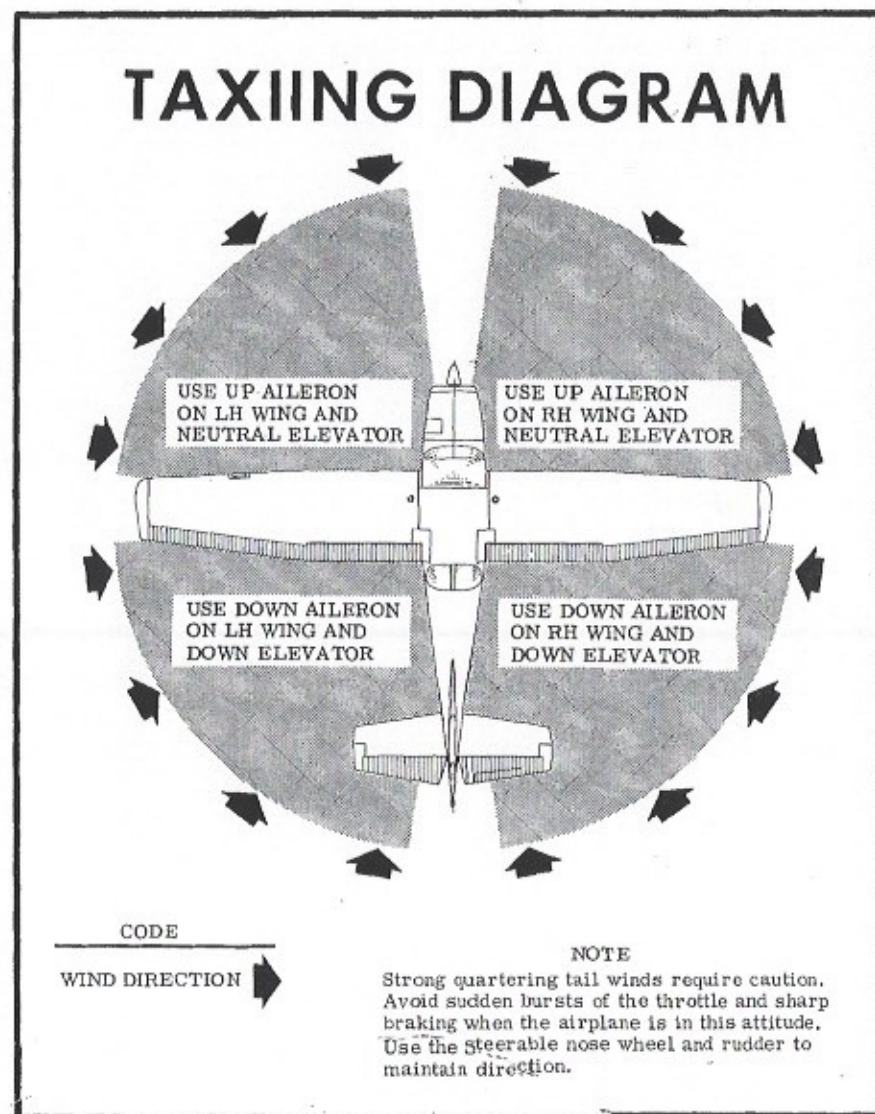 TAXIING DIAGRAM
USE UP AILERON
ON LH WING AND
NEUTRAL ELEVATOR
USE UP AILERON
ON RH WING AND
NEUTRAL ELEVATOR
USE DOWN AILERON
ON LH WING AND
DOWN ELEVATOR
USE DOWN AILERON
ON RH WING AND
DOWN ELEVATOR
CODE
WIND DIRECTION
NOTE
Strong quartering tail winds require caution.
Avoid sudden bursts of the throttle and sharp
braking when the airplane is in this attitude.
Use the steerable nose wheel and rudder to
maintain direction.